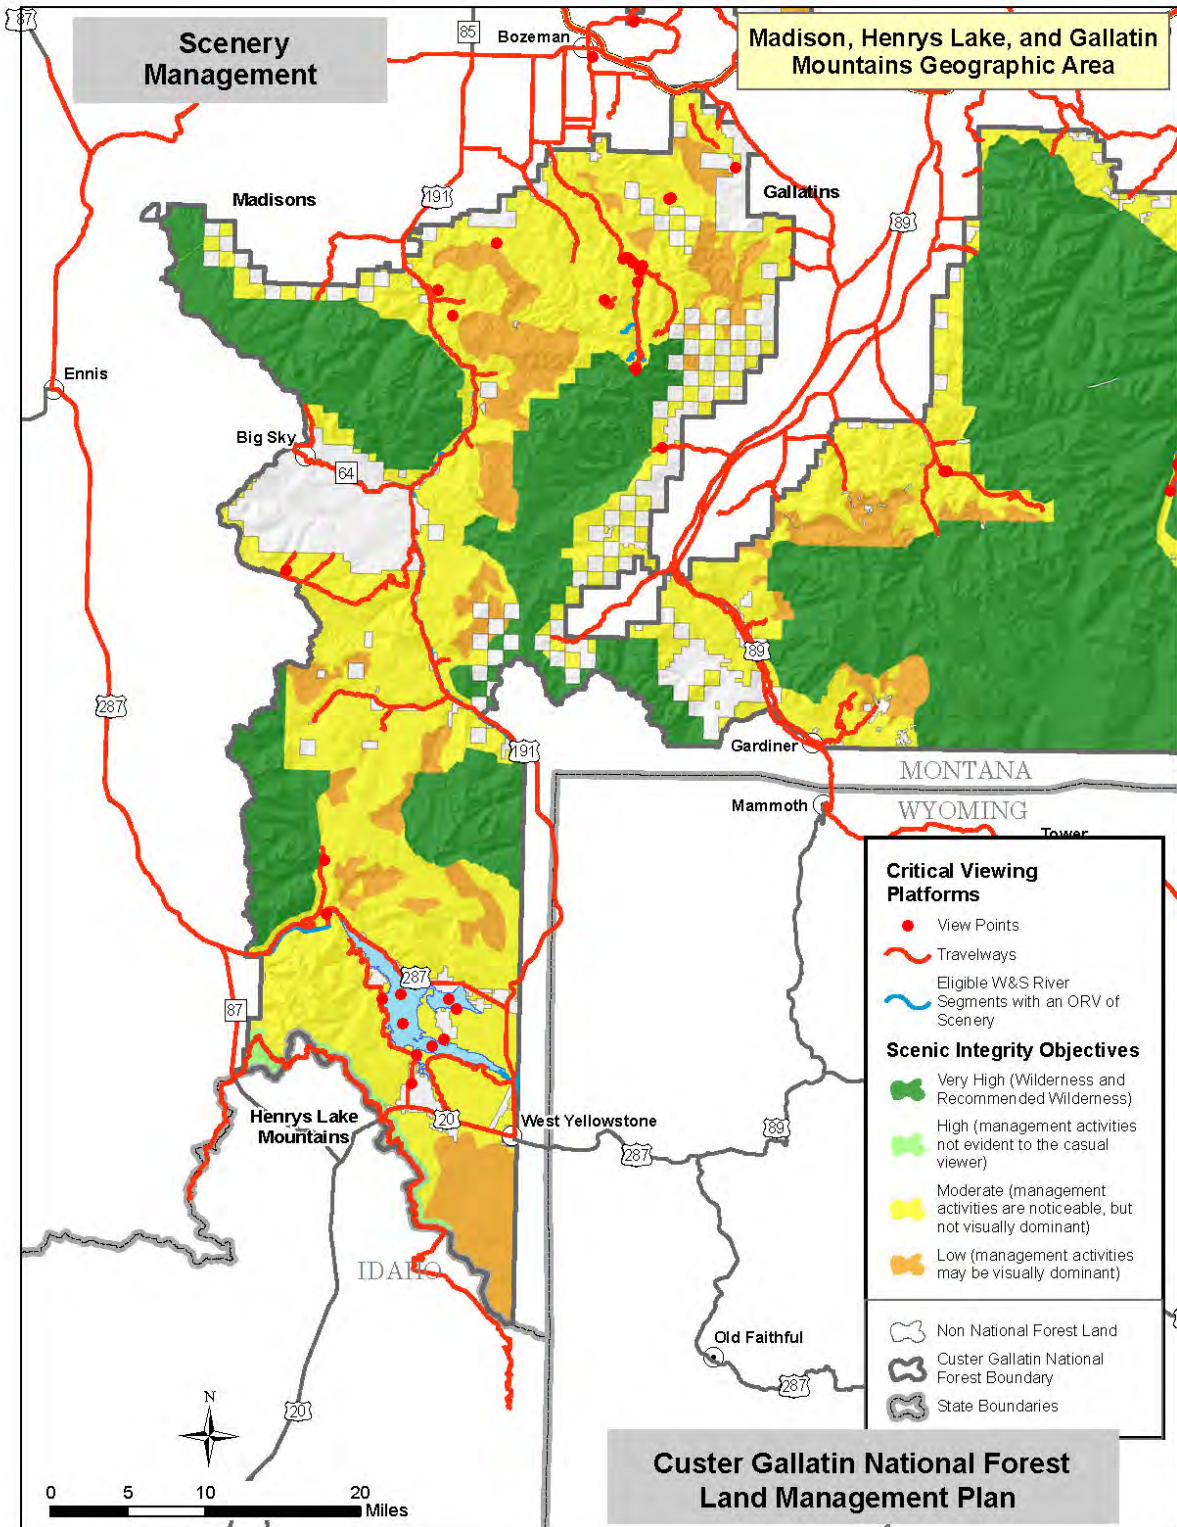 Scenery
Management
Madison, Henrys Lake, and Gallatin
Mountains Geographic Area
87
85
Bozeman
Madisons
191
Gallatins
89
Ennis
Big Sky
64
287
89
191
Gardiner
MONTANA
Mammoth
WYOMING
Tower
287
87
Henrys Lake
Mountains
20
West Yellowstone
287
89
IDAHO
Old Faithful
287
20
N
0 5 10 20
Miles
Critical Viewing
Platforms
View Points
Travelways
Eligible W&S River
Segments with an ORV of
Scenery
Scenic Integrity Objectives
Very High (Wilderness and
Recommended Wilderness)
High (management activities
not evident to the casual
viewer)
Moderate (management
activities are noticeable, but
not visually dominant)
Low (management activities
may be visually dominant)
Non National Forest Land
Custer Gallatin National
Forest Boundary
State Boundaries
Custer Gallatin National Forest
Land Management Plan